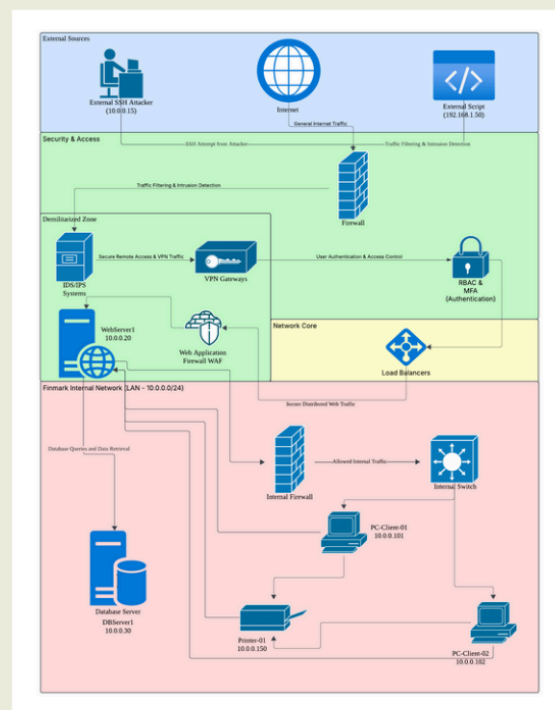 External Sources
External SSH Attacker
(10.0.0.15)
Internet
External Script
(192.168.1.50)
General Internet Traffic
Security & Access
SSH Attempt from Attacker
Traffic Filtering & Intrusion Detection
Firewall
Traffic Filtering & Intrusion Detection
Demilitarized Zone
IDS/IPS
Systems
Secure Remote Access & VPN Traffic
VPN Gateways
User Authentication & Access Control
RBAC &
MFA
(Authentication)
WebServer1
10.0.0.20
Web Application
Firewall WAF
Network Core
Load Balancers
Finmark Internal Network (LAN - 10.0.0.0/24)
Secure Distributed Web Traffic
Database Queries and Data Retrieval
Internal Firewall
Allowed Internal Traffic
Internal Switch
PC-Client-01
10.0.0.101
Database Server
DBServer1
10.0.0.30
Printer-01
10.0.0.150
PC-Client-02
10.0.0.102